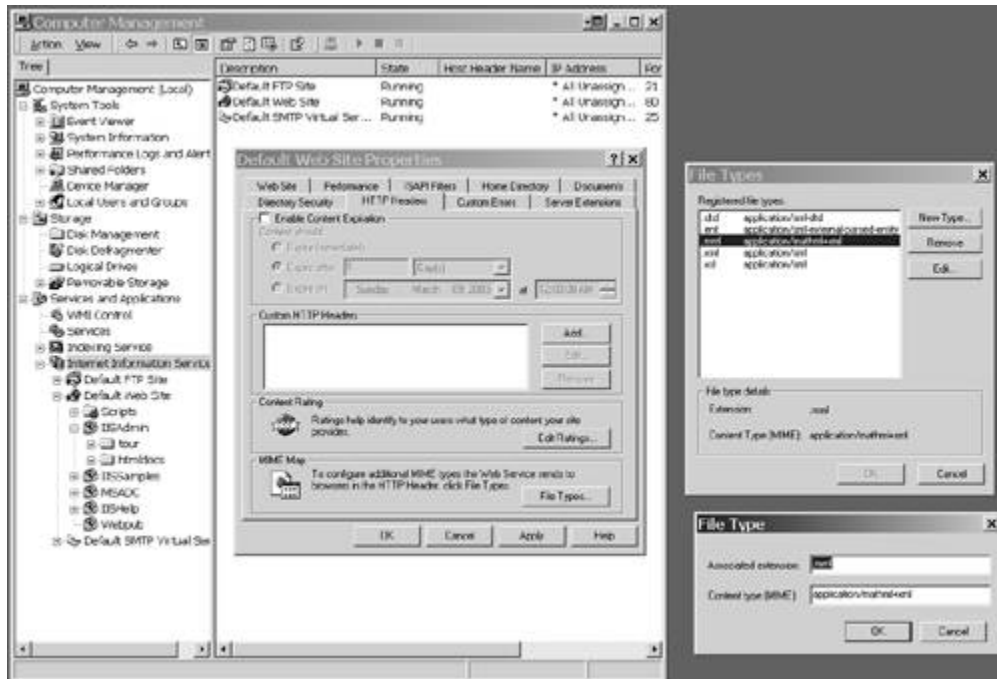 Computer Management
Action View
Tree
Description State Host Header Name IP Address Por
Computer Management (Local)
System Tools
Event Viewer
System Information
Performance Logs and Alert
Shared Folders
Device Manager
Local Users and Groups
Storage
Disk Management
Disk Defragmenter
Logical Drives
Removable Storage
Services and Applications
WMI Control
Services
Indexing Service
Internet Information Service
Default FTP Site
Default Web Site
Scripts
IISAdmin
tour
htmldocs
IISSamples
MSADC
IISHelp
Webpub
Default SMTP Virtual Ser
Default FTP Site Running * All Unassign... 21
Default Web Site Running * All Unassign... 80
Default SMTP Virtual Ser... Running * All Unassign... 25
Default Web Site Properties
Web Site Performance ISAPI Filters Home Directory Documents
Directory Security HTTP Headers Custom Errors Server Extensions
Enable Content Expiration
Content should:
Expire immediately
Expire after Day(s)
Expire on Sunday March 2003 at 12:00:00 AM
Custom HTTP Headers
Add...
Edit...
Remove
Content Rating
Ratings help identify to your users what type of content your site
provides.
Edit Ratings...
MIME Map
To configure additional MIME types the Web Service sends to
browsers in the HTTP Header, click File Types.
File Types...
OK Cancel Apply Help
File Types
Registered file types:
.dtd application/xml-dtd
.ent application/xml-external-parsed-entity
application/mathml+xml
.xml application/xml
.xsl application/xml
New Type...
Remove
Edit...
File type details
Extension:
Content Type (MIME): application/mathml+xml
OK Cancel
File Type
Associated extension:
Content type (MIME): application/mathml+xml
OK Cancel